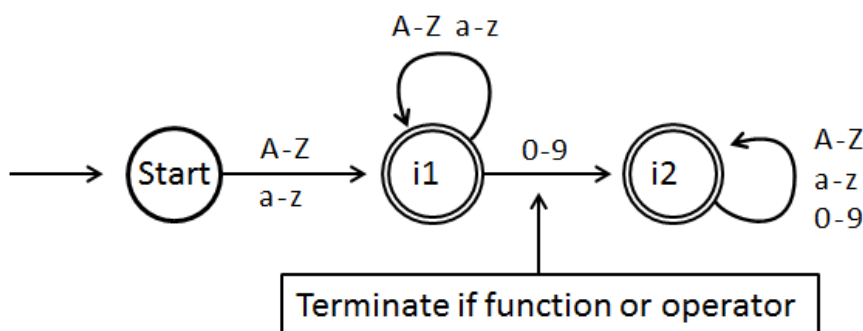 A-Z a-z
A-Z
a-z
Start
i1
0-9
i2
A-Z
a-z
0-9
Terminate if function or operator